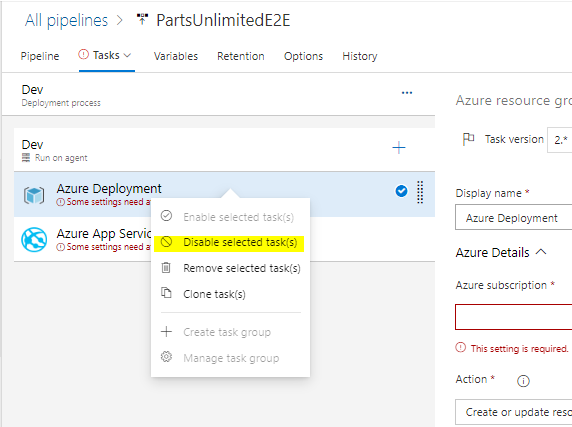 All pipelines > PartsUnlimitedE2E
Pipeline Tasks Variables Retention Options History
Dev
Deployment process
...
Azure resource gro
Dev
Run on agent
Task version 2.*
Azure Deployment
Some settings need a
Display name *
Azure Deployment
Azure App Servic
Some settings need a
Enable selected task(s)
Disable selected task(s)
Remove selected task(s)
Clone task(s)
Create task group
Manage task group
Azure Details
Azure subscription *
This setting is required.
Action *
Create or update reso